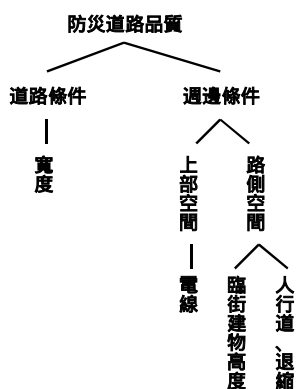 防災道路品質
道路條件
週邊條件
寬度
上部空間
路側空間
電線
臨街建物高度
人行道、退縮